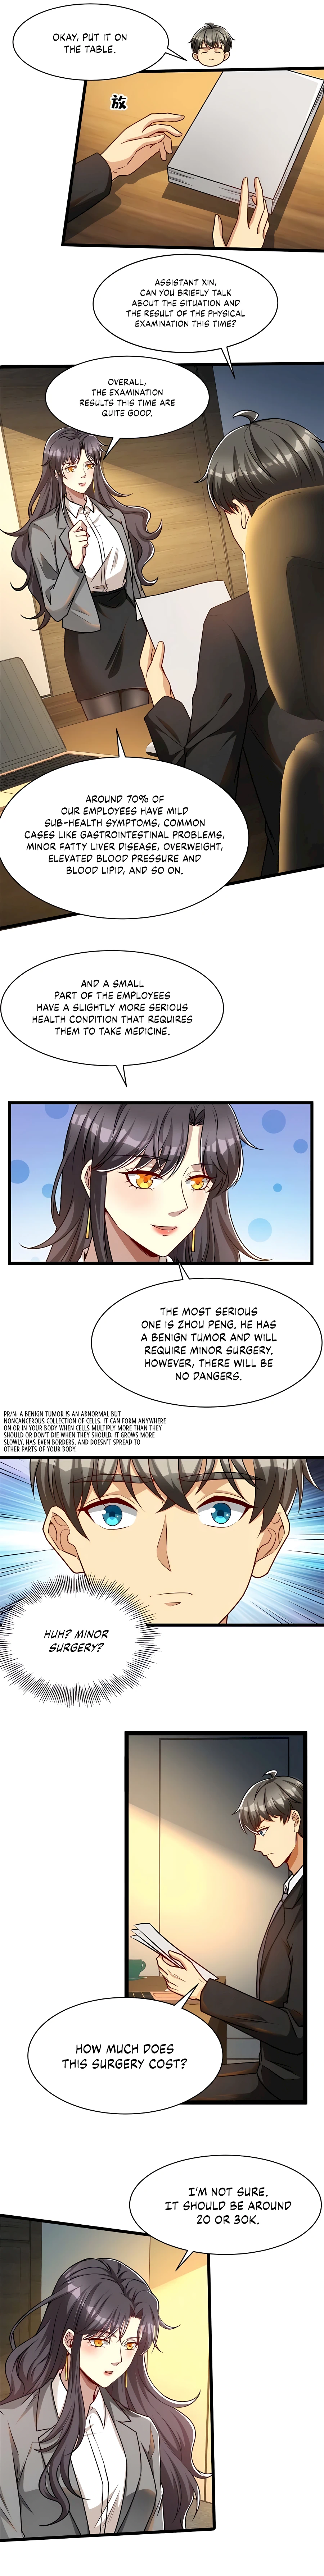 OKAY, PUT IT ON
THE TABLE.
放
ASSISTANT XIN,
CAN YOU BRIEFLY TALK
ABOUT THE SITUATION AND
THE RESULT OF THE PHYSICAL
EXAMINATION THIS TIME?
OVERALL,
THE EXAMINATION
RESULTS THIS TIME ARE
QUITE GOOD.
AROUND 70% OF
OUR EMPLOYEES HAVE MILD
SUB-HEALTH SYMPTOMS, COMMON
CASES LIKE GASTROINTESTINAL PROBLEMS,
MINOR FATTY LIVER DISEASE, OVERWEIGHT,
ELEVATED BLOOD PRESSURE AND
BLOOD LIPID, AND SO ON.
AND A SMALL
PART OF THE EMPLOYEES
HAVE A SLIGHTLY MORE SERIOUS
HEALTH CONDITION THAT REQUIRES
THEM TO TAKE MEDICINE.
THE MOST SERIOUS
ONE IS ZHOU PENG. HE HAS
A BENIGN TUMOR AND WILL
REQUIRE MINOR SURGERY.
HOWEVER, THERE WILL BE
NO DANGERS.
PR/N: A BENIGN TUMOR IS AN ABNORMAL BUT
NONCANCEROUS COLLECTION OF CELLS. IT CAN FORM ANYWHERE
ON OR IN YOUR BODY WHEN CELLS MULTIPLY MORE THAN THEY
SHOULD OR DON'T DIE WHEN THEY SHOULD. IT GROWS MORE
SLOWLY, HAS EVEN BORDERS, AND DOESN'T SPREAD TO
OTHER PARTS OF YOUR BODY.
HUH? MINOR
SURGERY?
HOW MUCH DOES
THIS SURGERY COST?
I'M NOT SURE.
IT SHOULD BE AROUND
20 OR 30K.